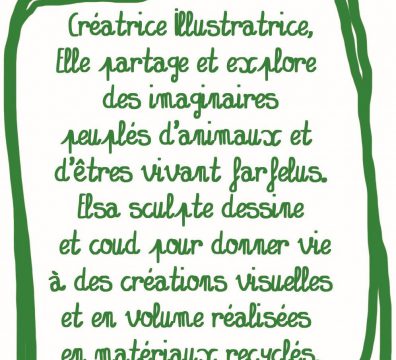 Créatrice Illustratrice,
Elle partage et explore
des imaginaires
peuplés d'animaux et
d'êtres vivant farfelus.
Elsa sculpte dessine
et coud pour donner vie
à des créations visuelles
et en volume réalisées
en matériaux recyclés